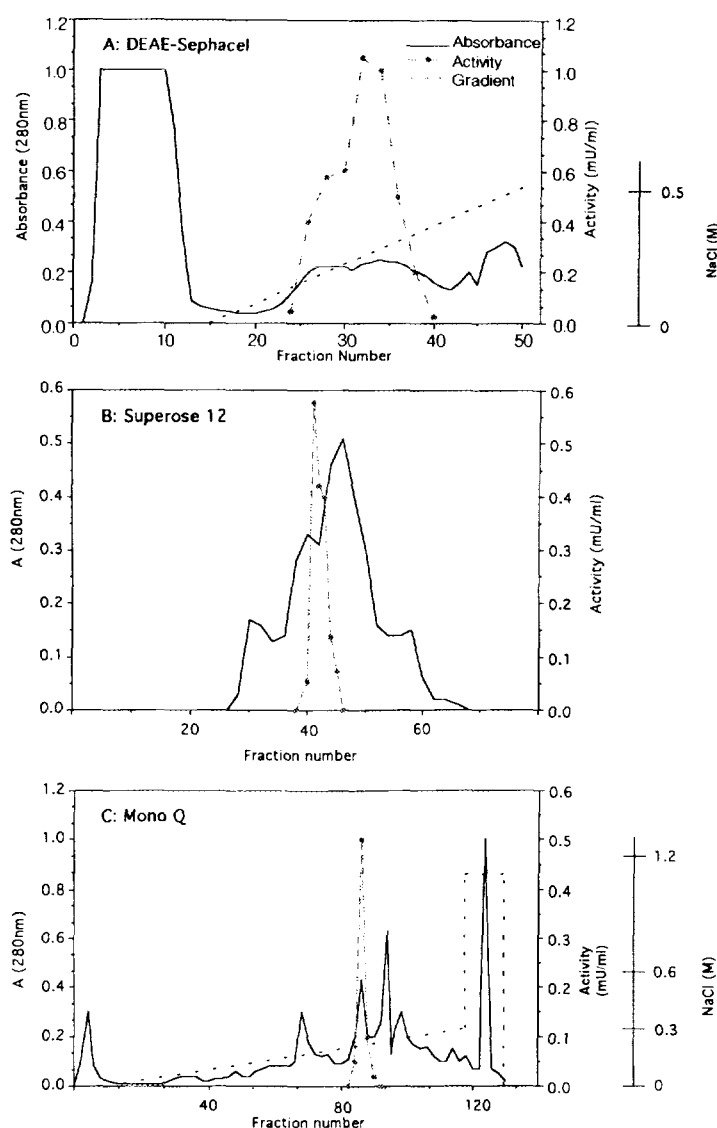 A: DEAE-Sephacel
Absorbance
Activity
Gradient
Absorbance (280nm)
1.2
1.0
0.8
0.6
0.4
0.2
0.0
0 10 20 30 40 50
Fraction Number
1.2
1.0
0.8
0.6
0.4
0.2
0.0
Activity (mU/ml)
0.5
0
NaCl (M)
B: Superose 12
A (280nm)
0.6
0.5
0.4
0.3
0.2
0.1
0.0
20 40 60
Fraction number
0.6
0.5
0.4
0.3
0.2
0.1
0.0
Activity (mU/ml)
C: Mono Q
A (280nm)
1.2
1.0
0.8
0.6
0.4
0.2
0.0
40 80 120
Fraction number
0.6
0.5
0.4
0.3
0.2
0.1
0.0
Activity
(mU/ml)
1.2
0.6
0.3
0
NaCl (M)